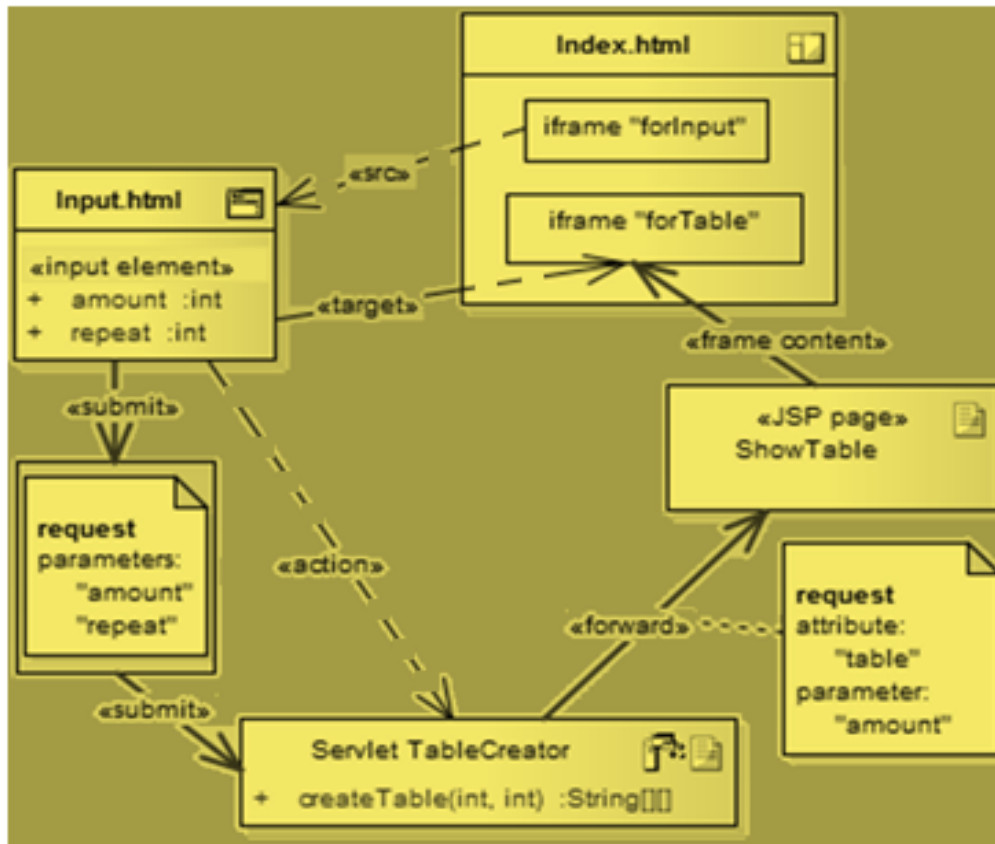 Index.html
iframe "forInput"
«src»
Input.html
iframe "forTable"
«input element»
+ amount :int
+ repeat :int
«target»
«frame content»
«submit»
«JSP page»
ShowTable
request
parameters:
"amount"
"repeat"
«action»
request
attribute:
"table"
parameter:
"amount"
«forward»
«submit»
Servlet TableCreator
+ createTable(int, int) :String[][]